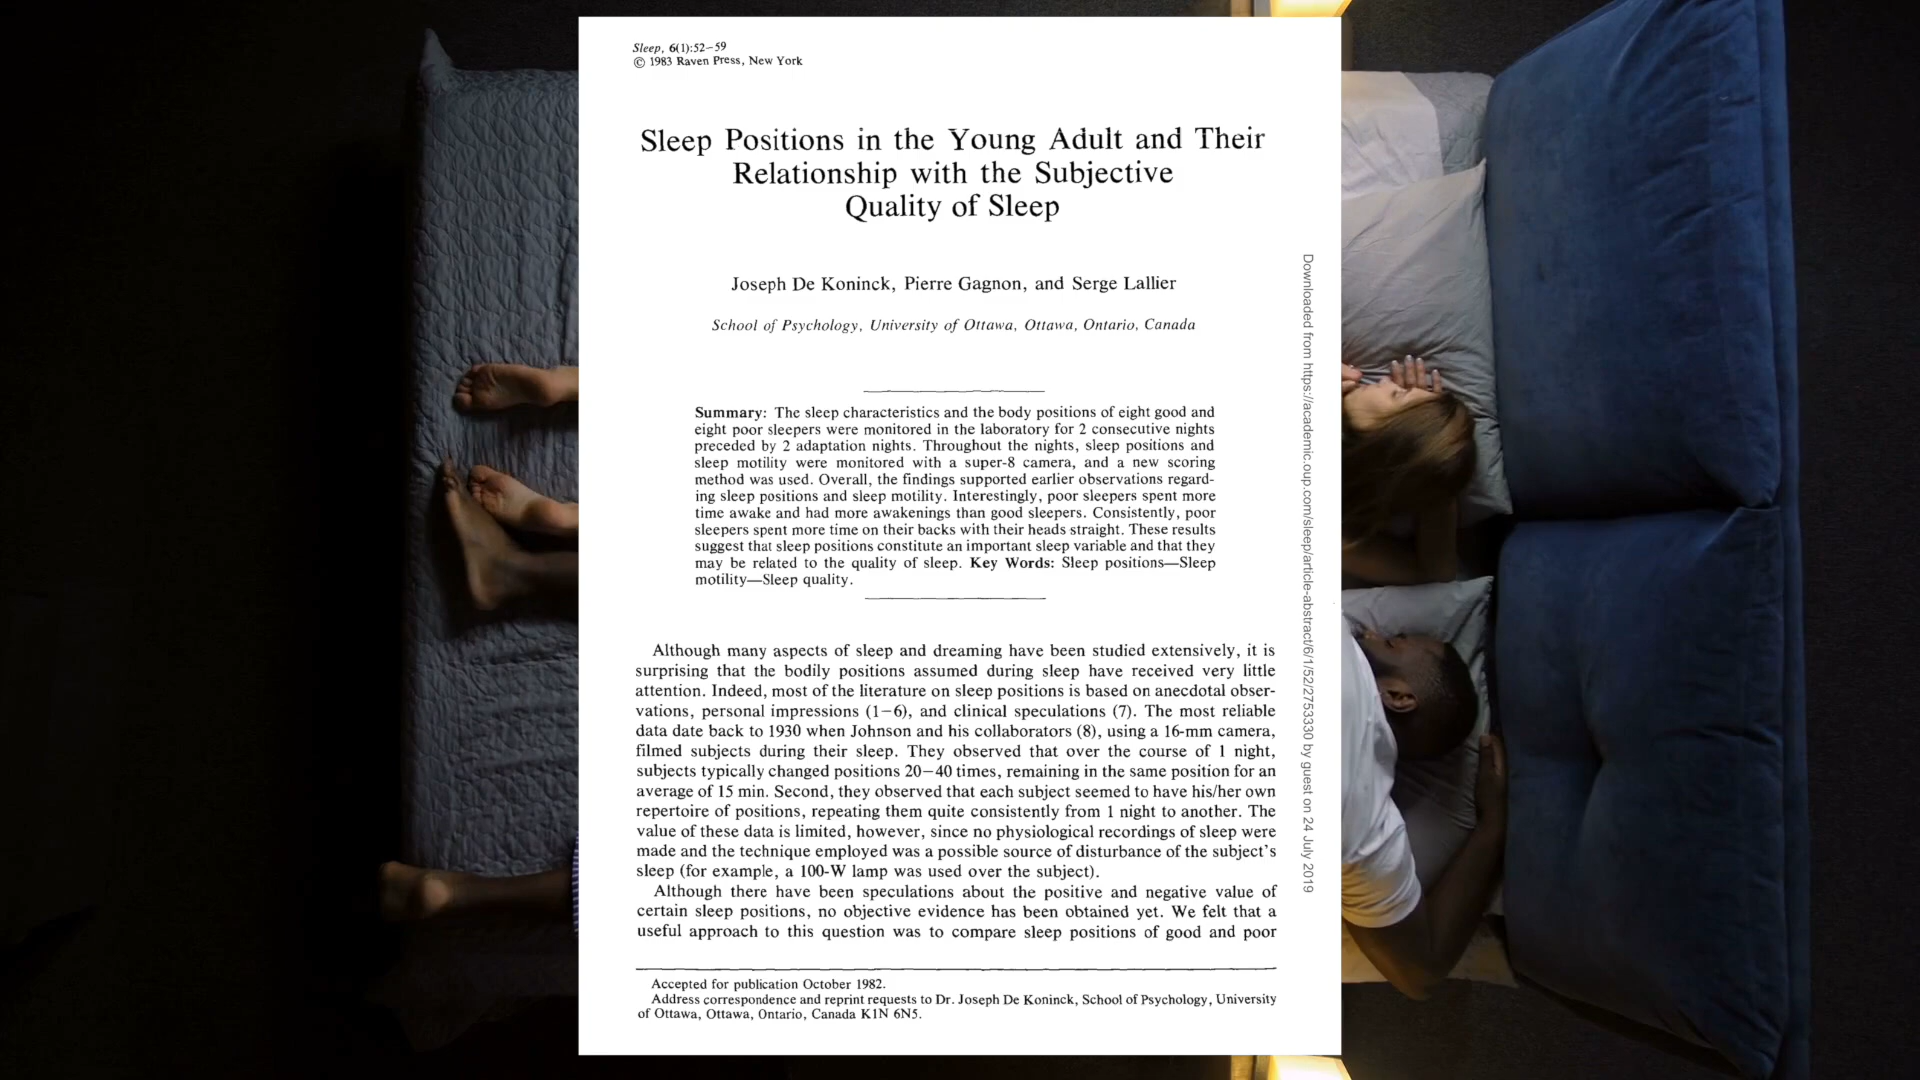 Sleep, 6(1):52–59
© 1983 Raven Press, New York
Sleep Positions in the Young Adult and Their
Relationship with the Subjective
Quality of Sleep
Joseph De Koninck, Pierre Gagnon, and Serge Lallier
School of Psychology, University of Ottawa, Ottawa, Ontario, Canada
Summary: The sleep characteristics and the body positions of eight good and
eight poor sleepers were monitored in the laboratory for 2 consecutive nights
preceded by 2 adaptation nights. Throughout the nights, sleep positions and
sleep motility were monitored with a super-8 camera, and a new scoring
method was used. Overall, the findings supported earlier observations regard-
ing sleep positions and sleep motility. Interestingly, poor sleepers spent more
time awake and had more awakenings than good sleepers. Consistently, poor
sleepers spent more time on their backs with their heads straight. These results
suggest that sleep positions constitute an important sleep variable and that they
may be related to the quality of sleep. Key Words: Sleep positions—Sleep
motility—Sleep quality.
Although many aspects of sleep and dreaming have been studied extensively, it is
surprising that the bodily positions assumed during sleep have received very little
attention. Indeed, most of the literature on sleep positions is based on anecdotal obser-
vations, personal impressions (1–6), and clinical speculations (7). The most reliable
data date back to 1930 when Johnson and his collaborators (8), using a 16-mm camera,
filmed subjects during their sleep. They observed that over the course of 1 night,
subjects typically changed positions 20–40 times, remaining in the same position for an
average of 15 min. Second, they observed that each subject seemed to have his/her own
repertoire of positions, repeating them quite consistently from 1 night to another. The
value of these data is limited, however, since no physiological recordings of sleep were
made and the technique employed was a possible source of disturbance of the subject's
sleep (for example, a 100-W lamp was used over the subject).
Although there have been speculations about the positive and negative value of
certain sleep positions, no objective evidence has been obtained yet. We felt that a
useful approach to this question was to compare sleep positions of good and poor
Accepted for publication October 1982.
Address correspondence and reprint requests to Dr. Joseph De Koninck, School of Psychology, University
of Ottawa, Ottawa, Ontario, Canada K1N 6N5.
Downloaded from https://academic.oup.com/sleep/article-abstract/6/1/52/2753330 by guest on 24 July 2019